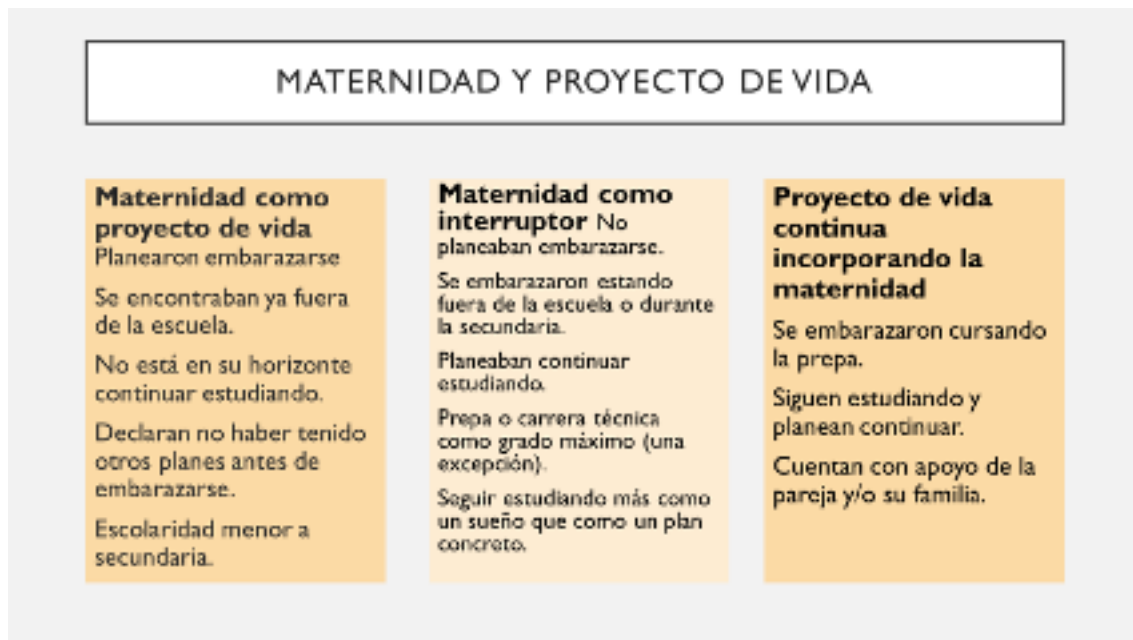 MATERNIDAD Y PROYECTO DE VIDA
Maternidad como
proyecto de vida
Planearon embarazarse
Se encontraban ya fuera
de la escuela.
No está en su horizonte
continuar estudiando.
Declaran no haber tenido
otros planes antes de
embarazarse.
Escolaridad menor a
secundaria.
Maternidad como
interruptor No
planeaban embarazarse.
Se embarazaron estando
fuera de la escuela o durante
la secundaria.
Planeaban continuar
estudiando.
Prepa o carrera técnica
como grado máximo (una
excepción).
Seguir estudiando más como
un sueño que como un plan
concreto.
Proyecto de vida
continua
incorporando la
maternidad
Se embarazaron cursando
la prepa.
Siguen estudiando y
planean continuar.
Cuentan con apoyo de la
pareja y/o su familia.